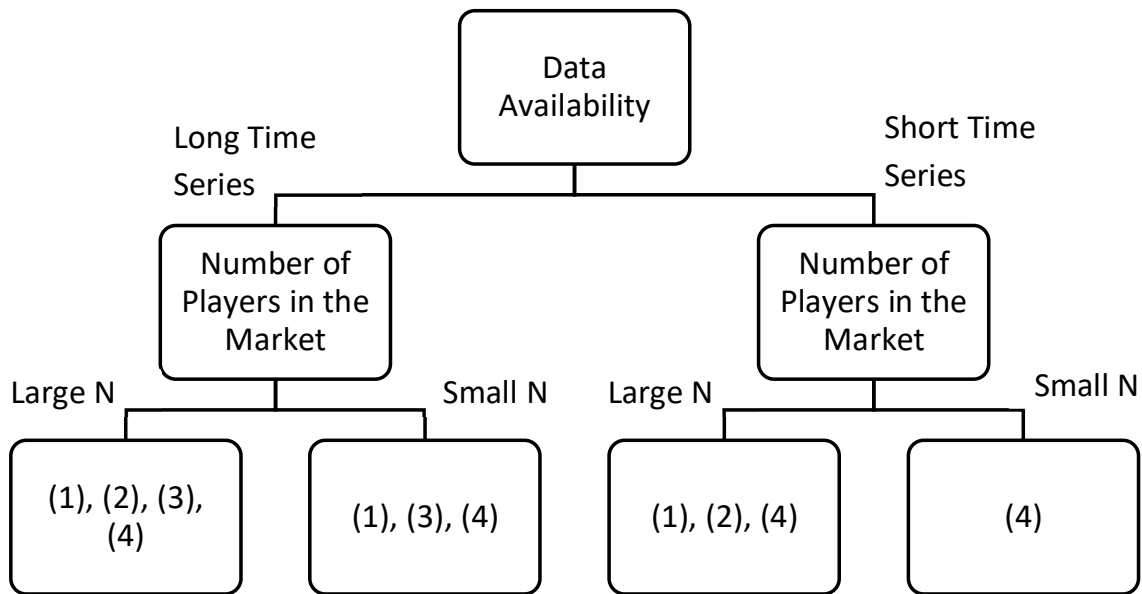 Data
Availability
Long Time
Series
Short Time
Series
Number of
Players in the
Market
Number of
Players in the
Market
Large N
Small N
Large N
Small N
(1), (2), (3),
(4)
(1), (3), (4)
(1), (2), (4)
(4)